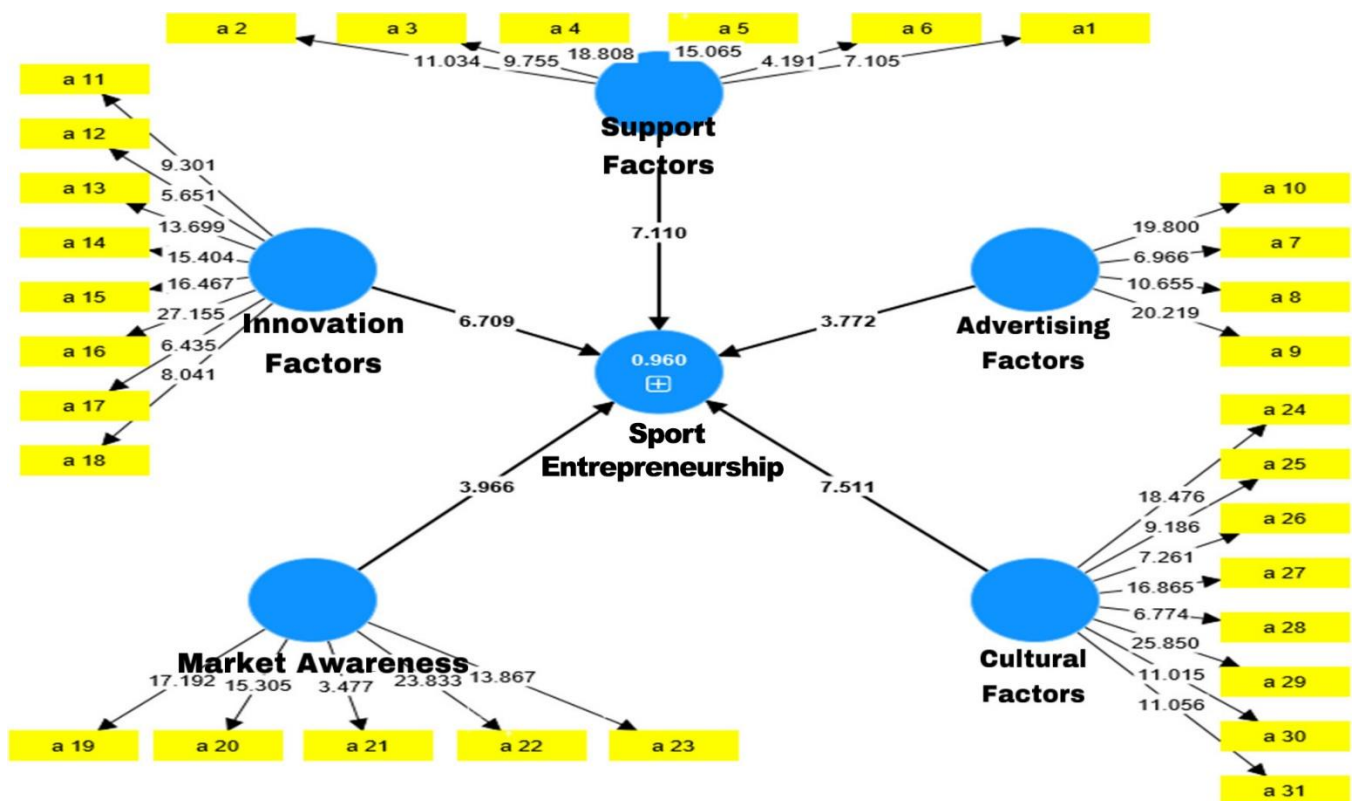 a 2
a 3
a 4
a 5
a 6
a1
11.034
9.755
18.808
15.065
4.191
7.105
Support
Factors
7.110
a 11
a 12
a 13
a 14
a 15
a 16
a 17
a 18
9.301
5.651
13.699
15.404
16.467
27.155
6.435
8.041
Innovation
Factors
6.709
a 10
a 7
a 8
a 9
19.800
6.966
10.655
20.219
Advertising
Factors
3.772
0.960
Sport
Entrepreneurship
3.966
7.511
Market Awareness
17.192
15.305
3.477
23.833
13.867
a 19
a 20
a 21
a 22
a 23
a 24
a 25
a 26
a 27
a 28
a 29
a 30
a 31
18.476
9.186
7.261
16.865
6.774
25.850
11.015
11.056
Cultural
Factors